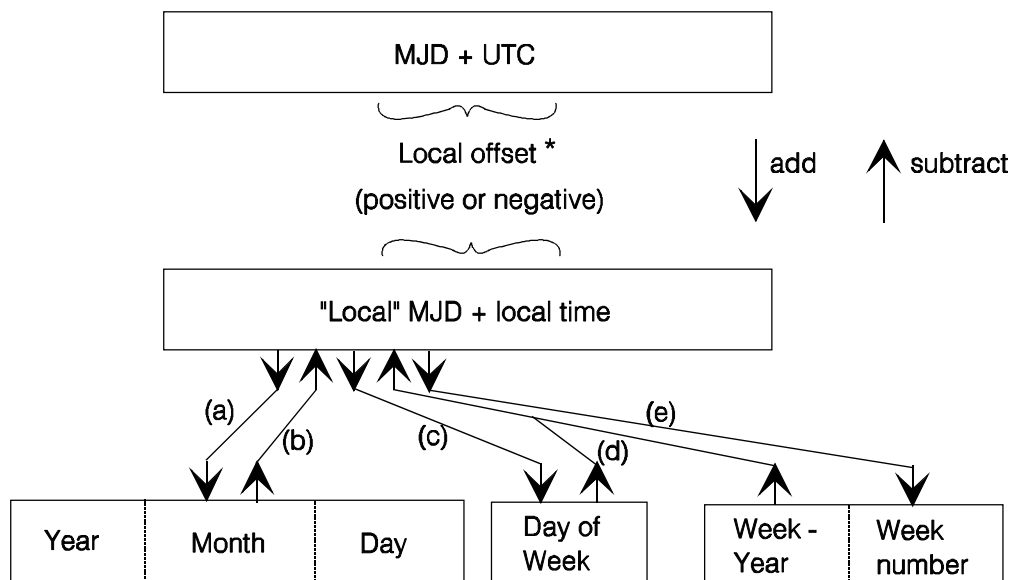 MJD + UTC
Local offset *
(positive or negative)
add
subtract
"Local" MJD + local time
(a)
(b)
(c)
(d)
(e)
Year
Month
Day
Day of
Week
Week -
Year
Week
number